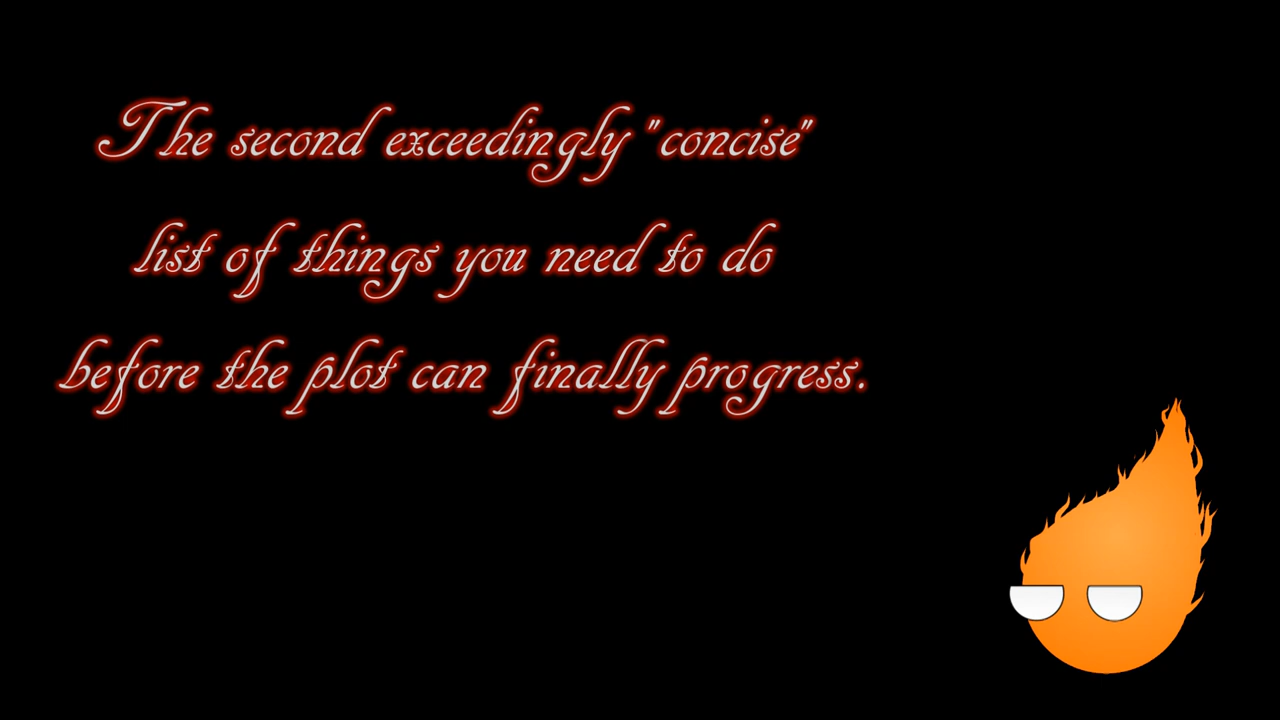 The second exceedingly "concise"
list of things you need to do
before the plot can finally progress.